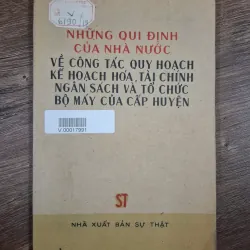 NHỮNG QUI ĐỊNH
CỦA NHÀ NƯỚC
VỀ CÔNG TÁC QUY HOẠCH
KẾ HOẠCH HÓA, TÀI CHÍNH
NGÂN SÁCH VÀ TỔ CHỨC
BỘ MÁY CỦA CẤP HUYỆN
V 00017991
ST
NHÀ XUẤT BẢN SỰ THẬT